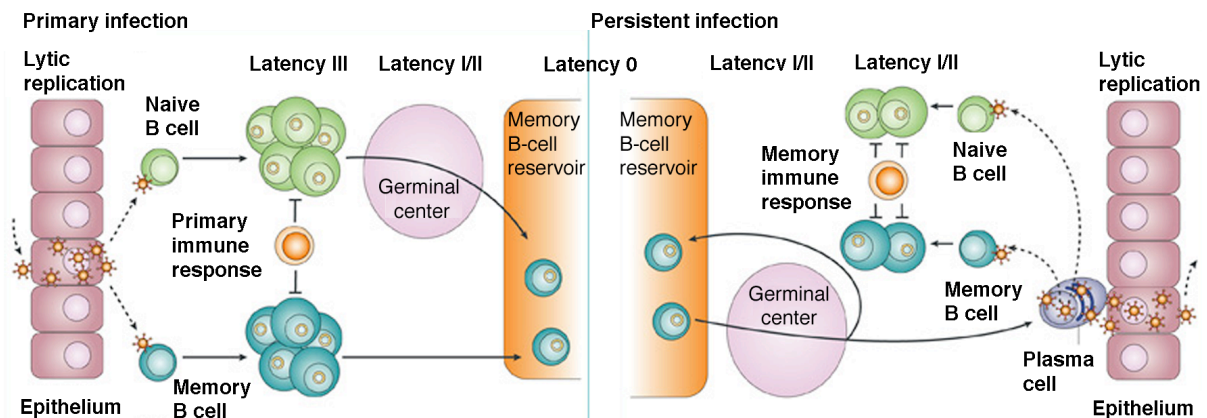 Primary infection
Persistent infection
Lytic
replication
Latency III
Latency I/II
Latency 0
Latencv I/II
Latency I/II
Lytic
replication
Naive
B cell
Memory
B-cell
reservoir
Memory
B-cell
reservoir
Memory
immune
response
Naive
B cell
Germinal
center
Primary
immune
response
Germinal
center
Memory
B cell
Memory
B cell
Plasma
cell
Epithelium
Epithelium